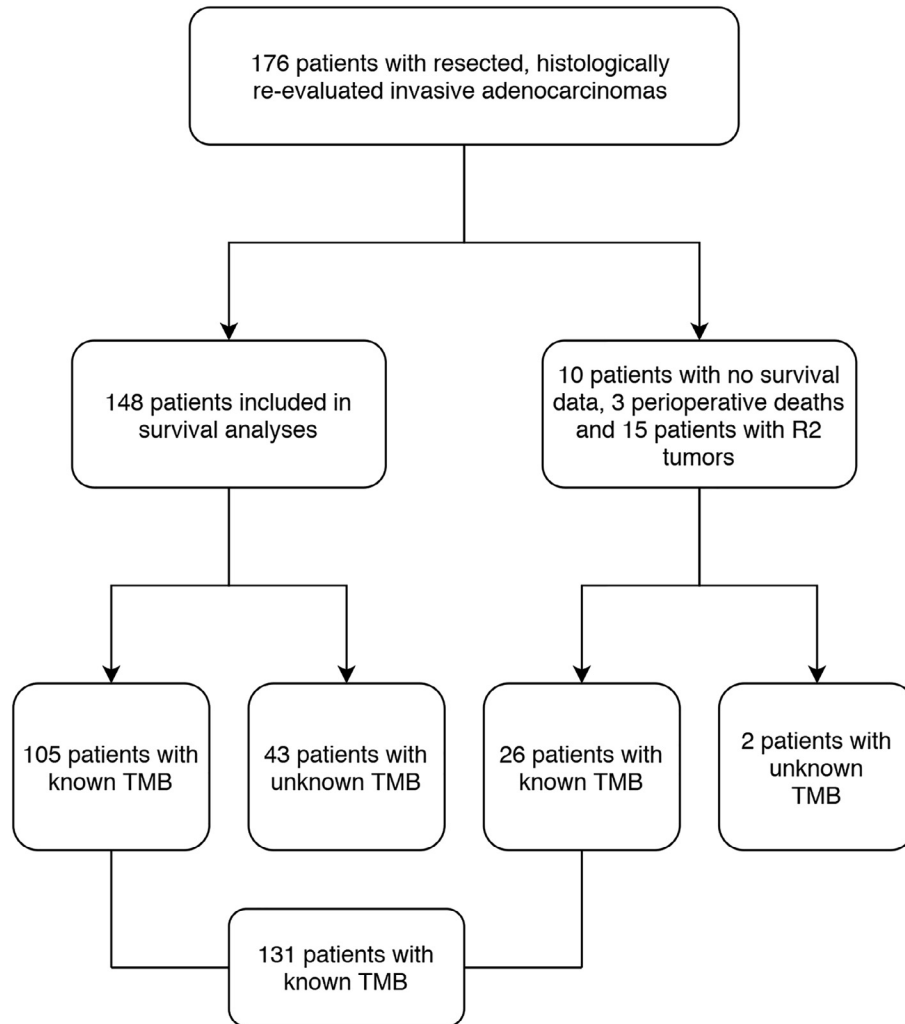 176 patients with resected, histologically
re-evaluated invasive adenocarcinomas
148 patients included in
survival analyses
10 patients with no survival
data, 3 perioperative deaths
and 15 patients with R2
tumors
105 patients with
known TMB
43 patients with
unknown TMB
26 patients with
known TMB
2 patients with
unknown
TMB
131 patients with
known TMB